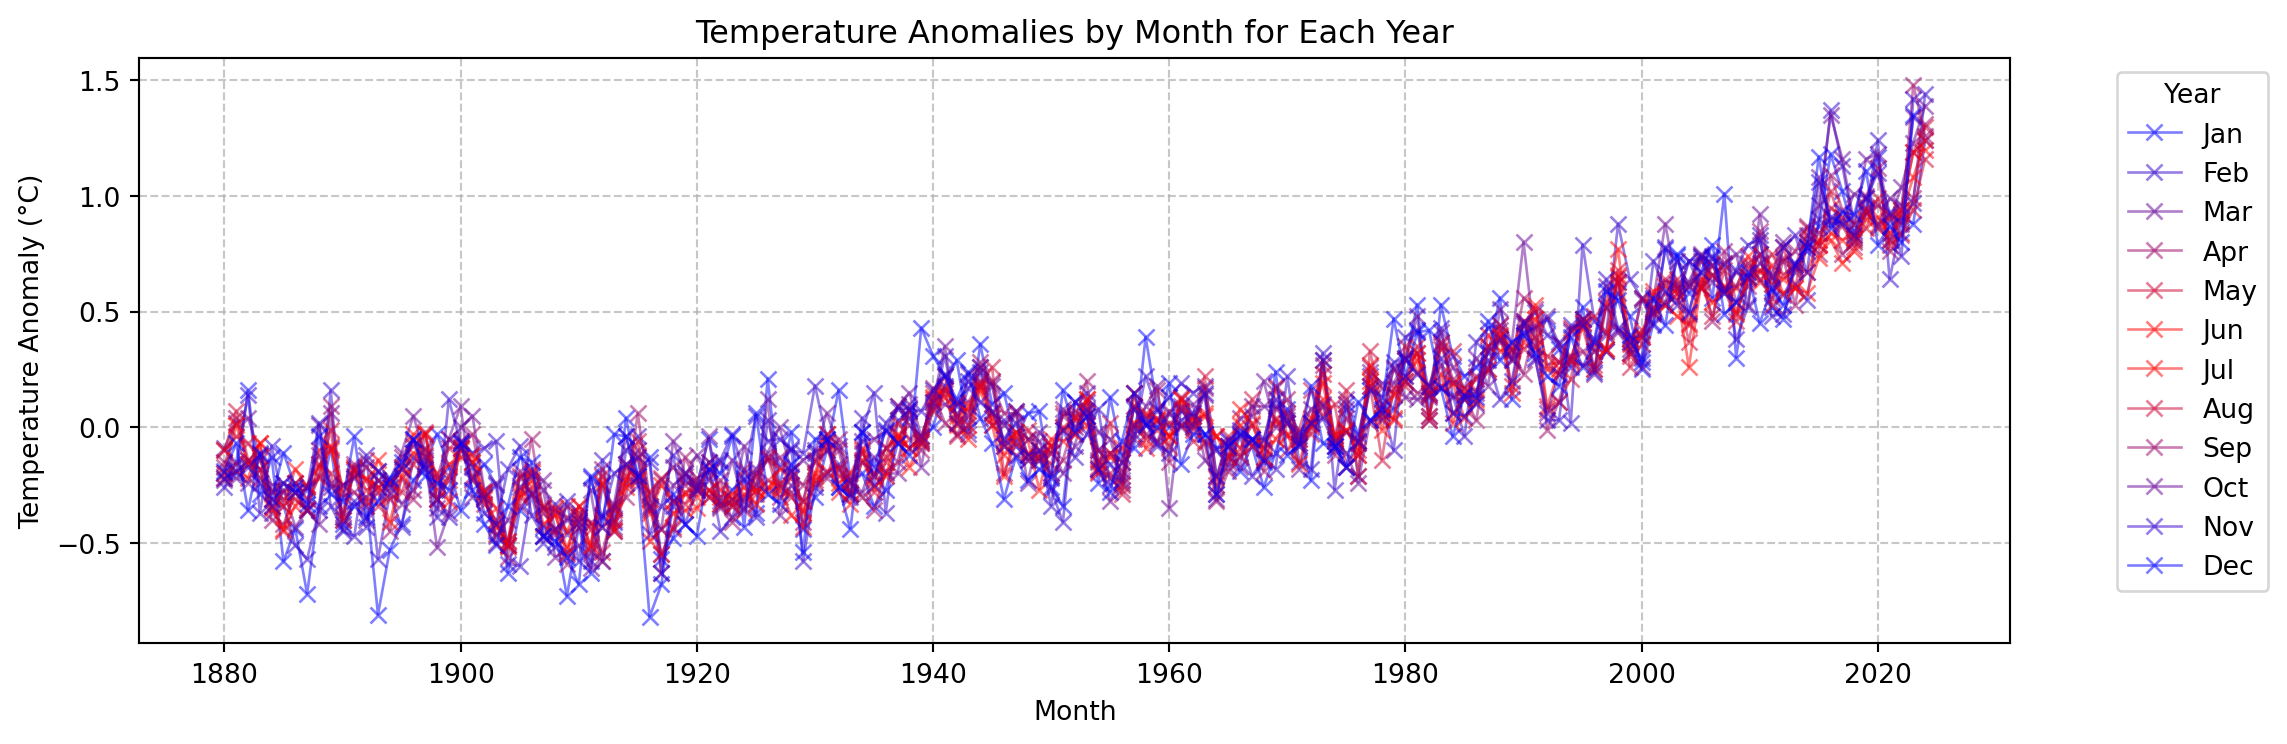 Temperature Anomalies by Month for Each Year
Temperature Anomaly (°C)
1.5
1.0
0.5
0.0
−0.5
1880
1900
1920
1940
1960
1980
2000
2020
Month
Year
Jan
Feb
Mar
Apr
May
Jun
Jul
Aug
Sep
Oct
Nov
Dec